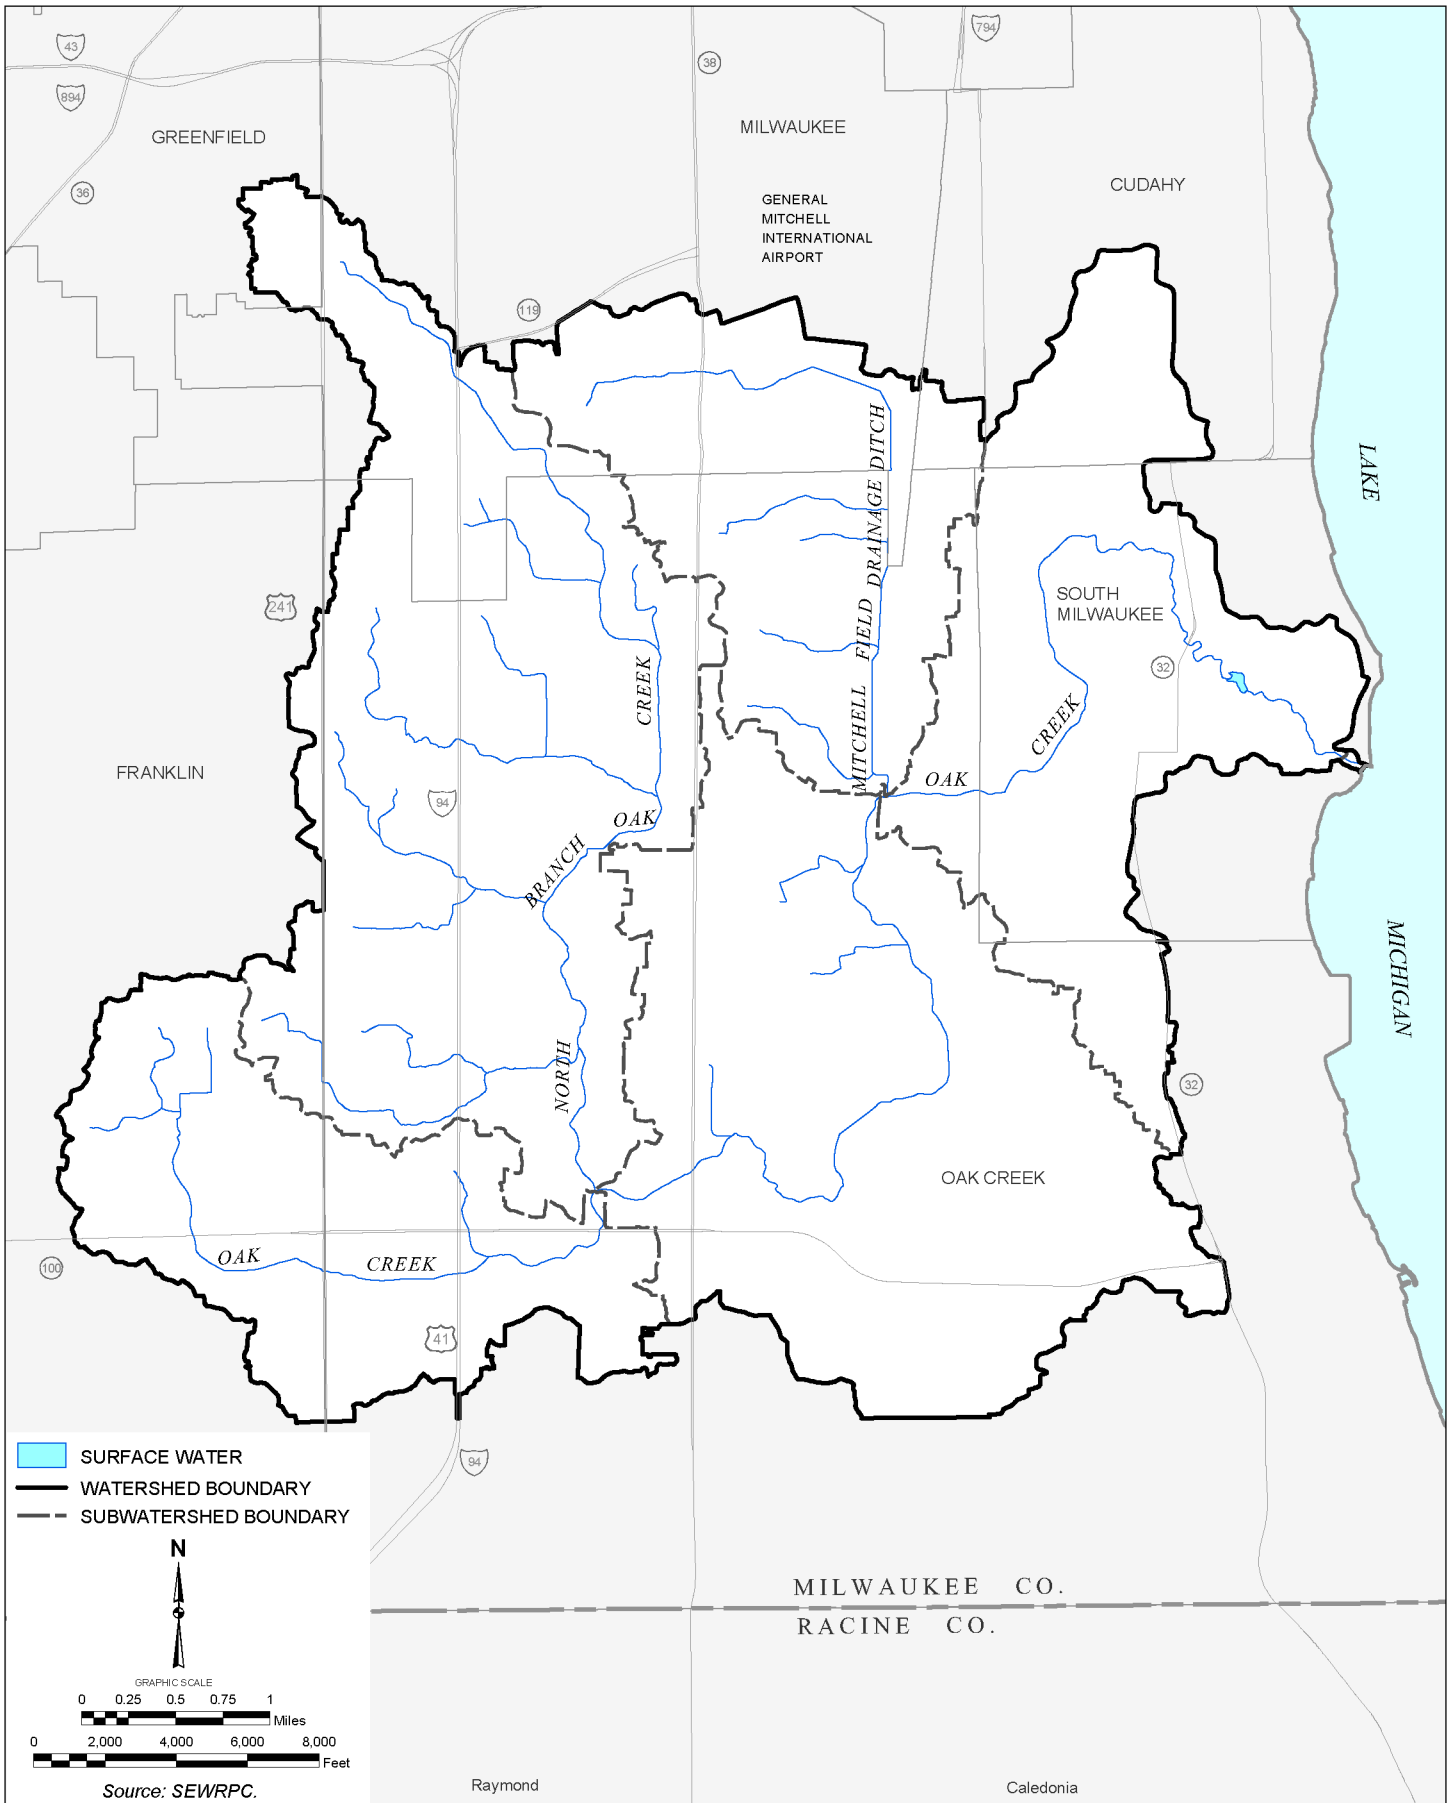 43
794
38
894
MILWAUKEE
GREENFIELD
CUDAHY
36
GENERAL
MITCHELL
INTERNATIONAL
AIRPORT
119
LAKE
MITCHELL FIELD DRAINAGE DITCH
SOUTH
MILWAUKEE
241
32
CREEK
CREEK
FRANKLIN
OAK
94
OAK
BRANCH
MICHIGAN
NORTH
32
OAK CREEK
OAK
CREEK
100
41
94
SURFACE WATER
WATERSHED BOUNDARY
SUBWATERSHED BOUNDARY
N
MILWAUKEE CO.
RACINE CO.
GRAPHIC SCALE
0 0.25 0.5 0.75 1
Miles
0 2,000 4,000 6,000 8,000
Feet
Source: SEWRPC.
Raymond
Caledonia